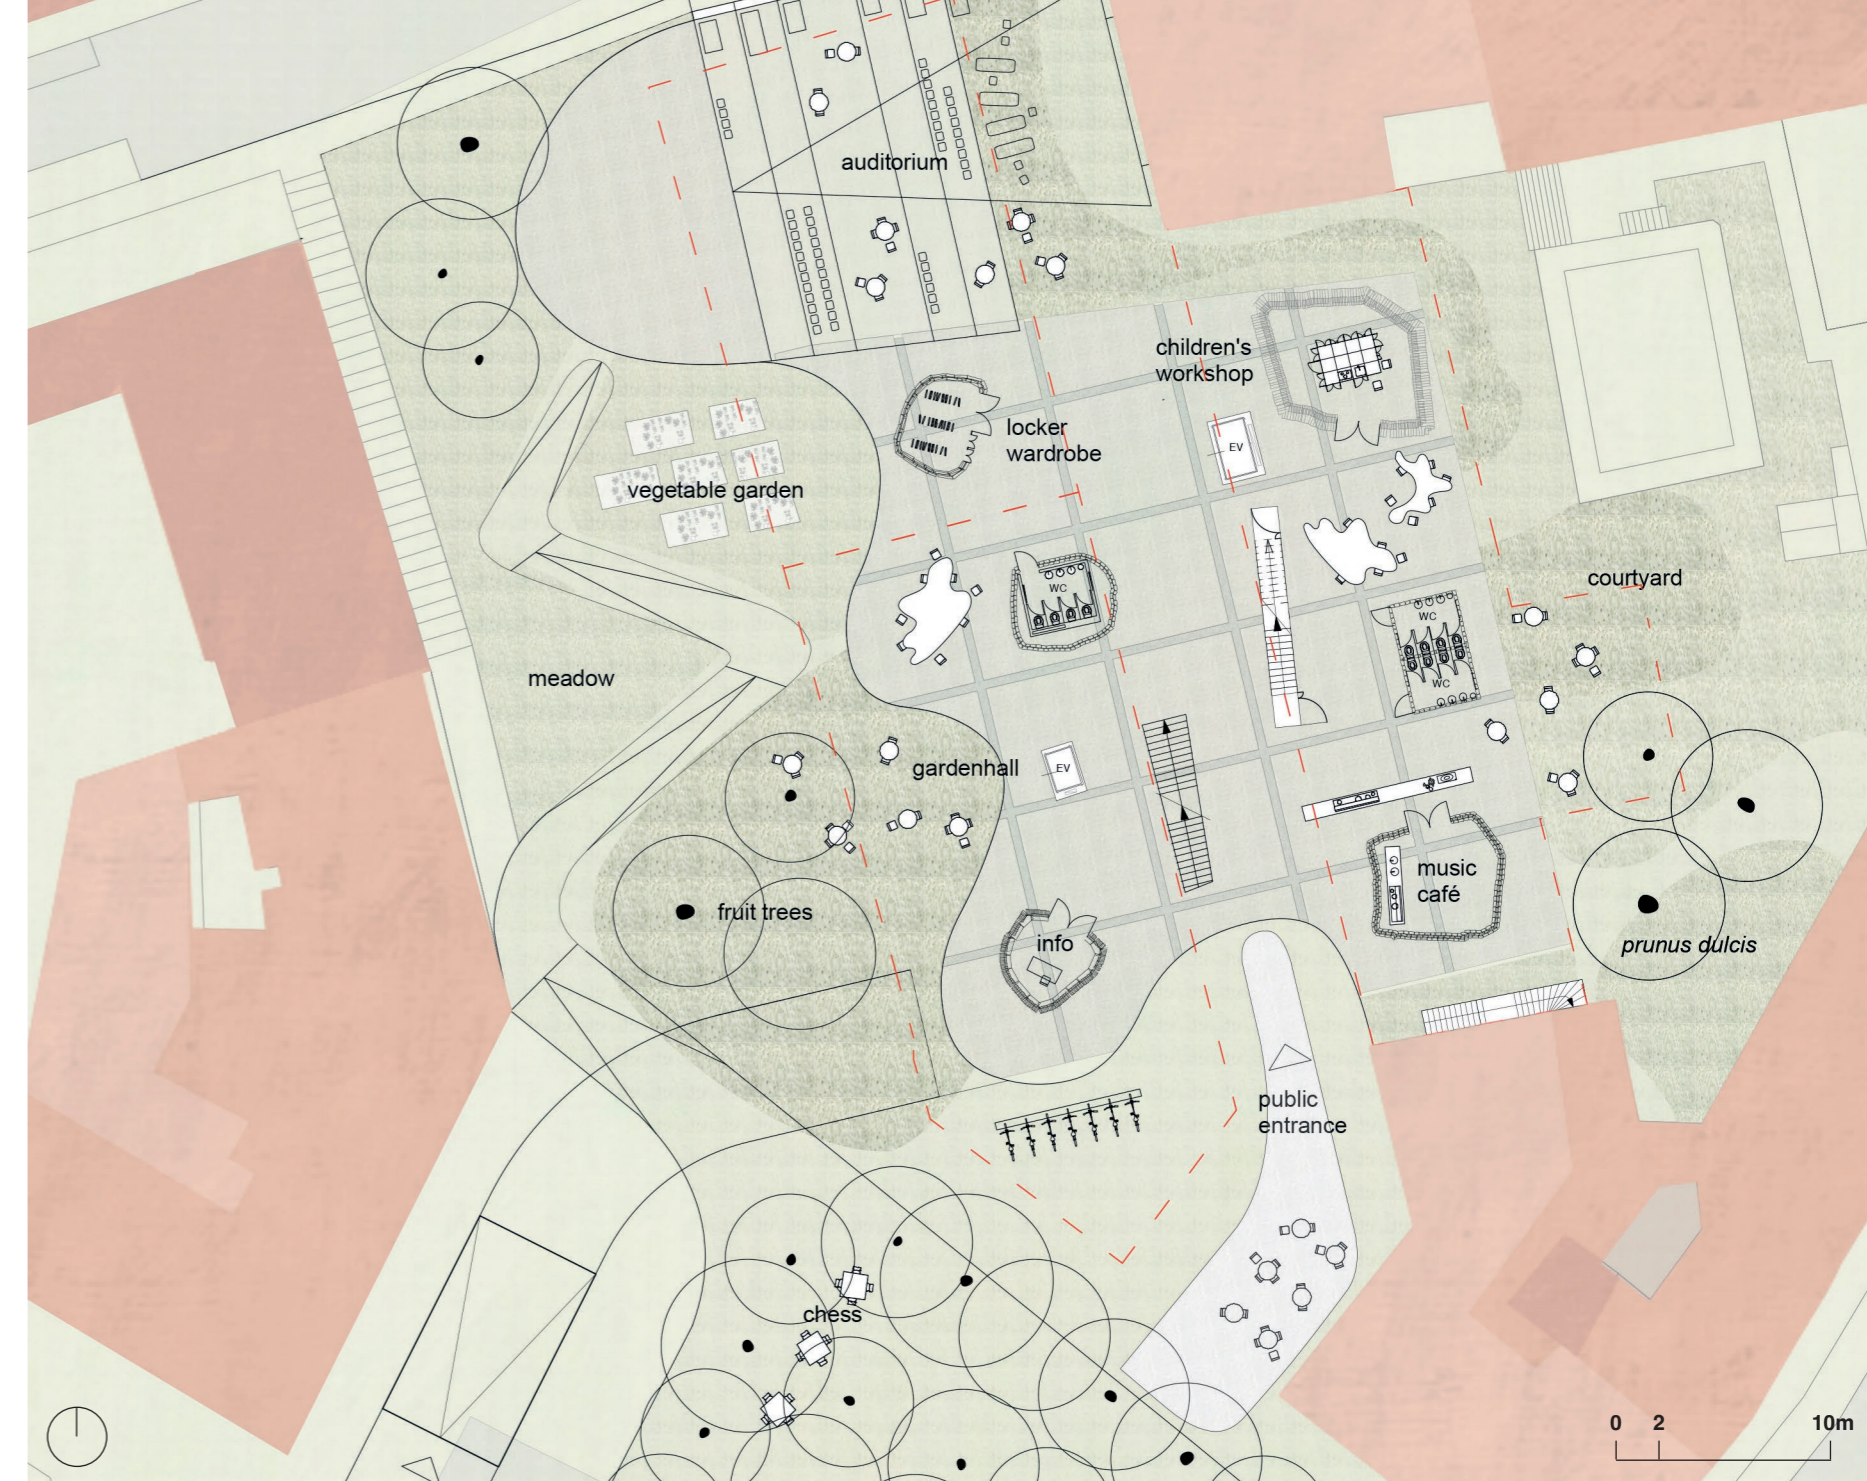 auditorium
children's
workshop
locker
wardrobe
EV
vegetable garden
courtyard
WC
WC
meadow
WC
gardenhall
EV
music
café
fruit trees
info
prunus dulcis
public
entrance
chess
0 2 10m